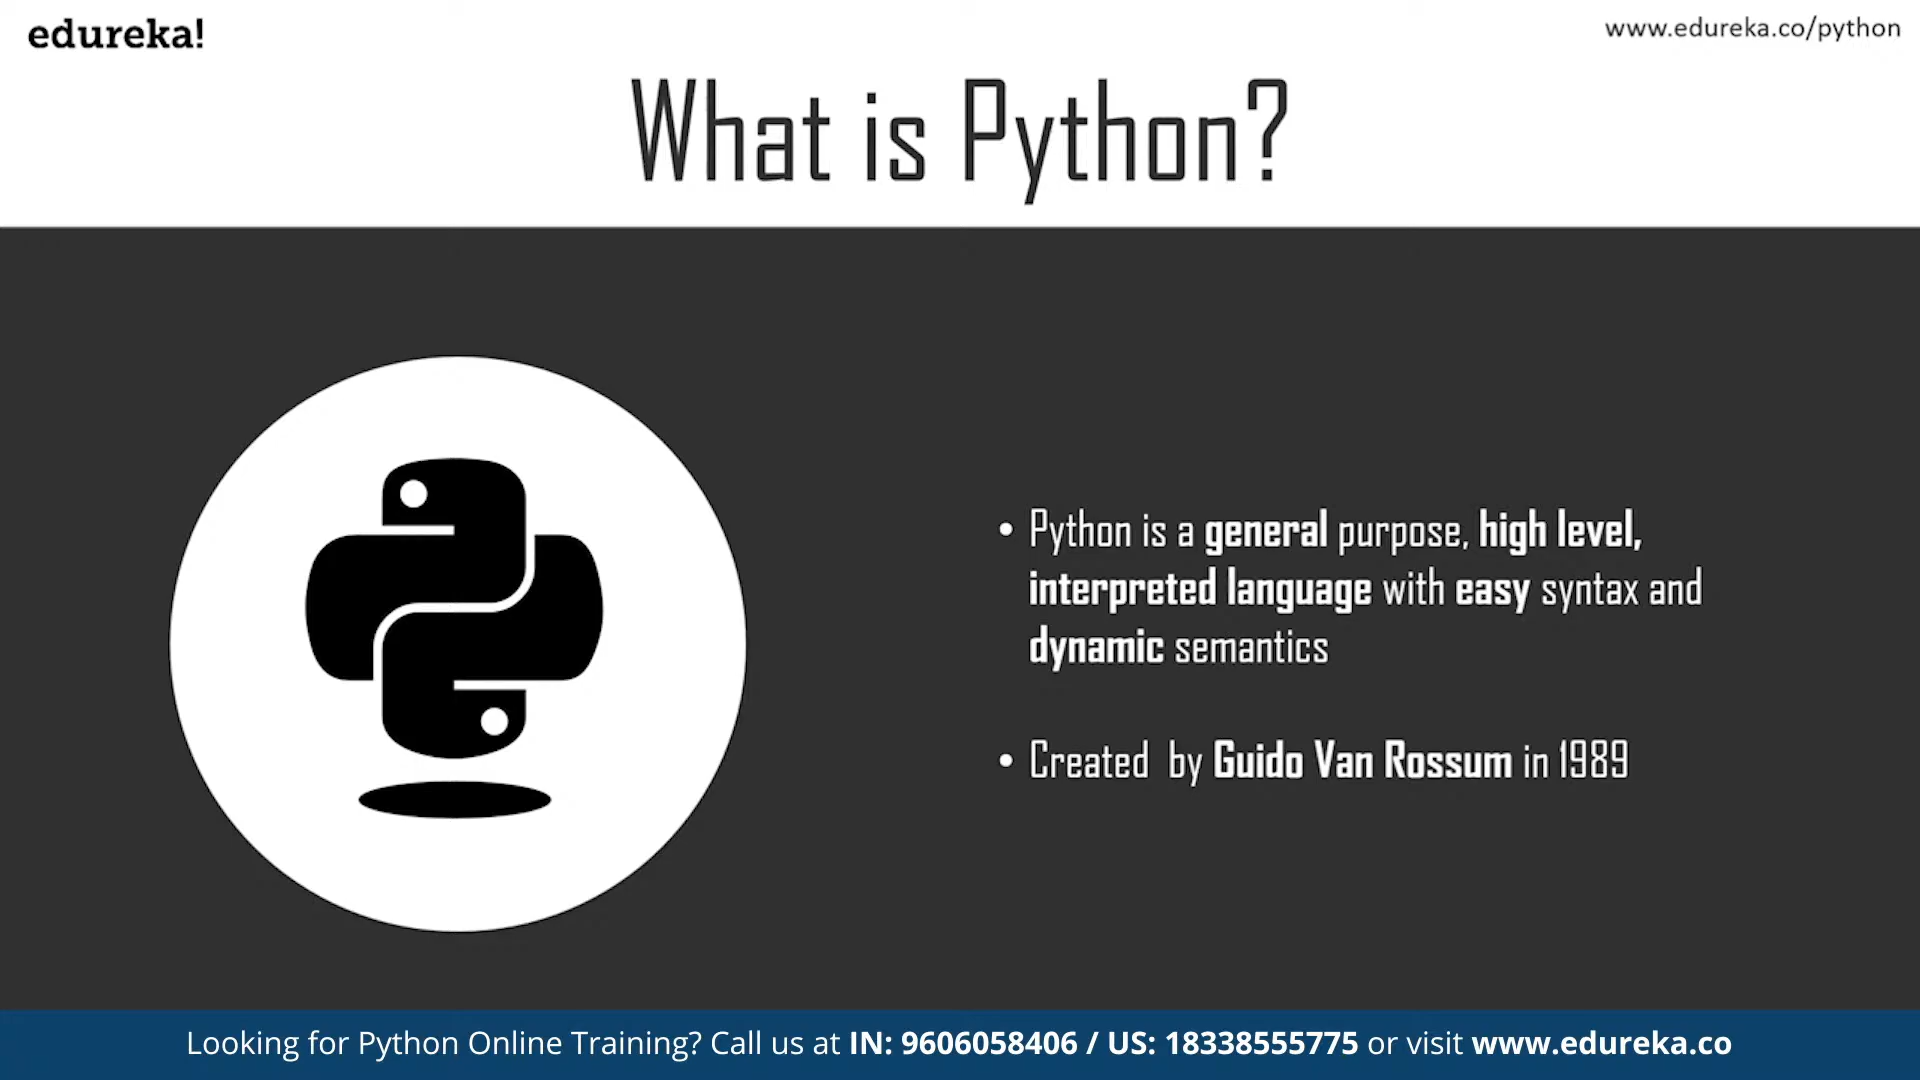 edureka!
www.edureka.co/python
What is Python?
• Python is a general purpose, high level,
interpreted language with easy syntax and
dynamic semantics
• Created by Guido Van Rossum in 1989
Looking for Python Online Training? Call us at IN: 9606058406 / US: 18338555775 or visit www.edureka.co